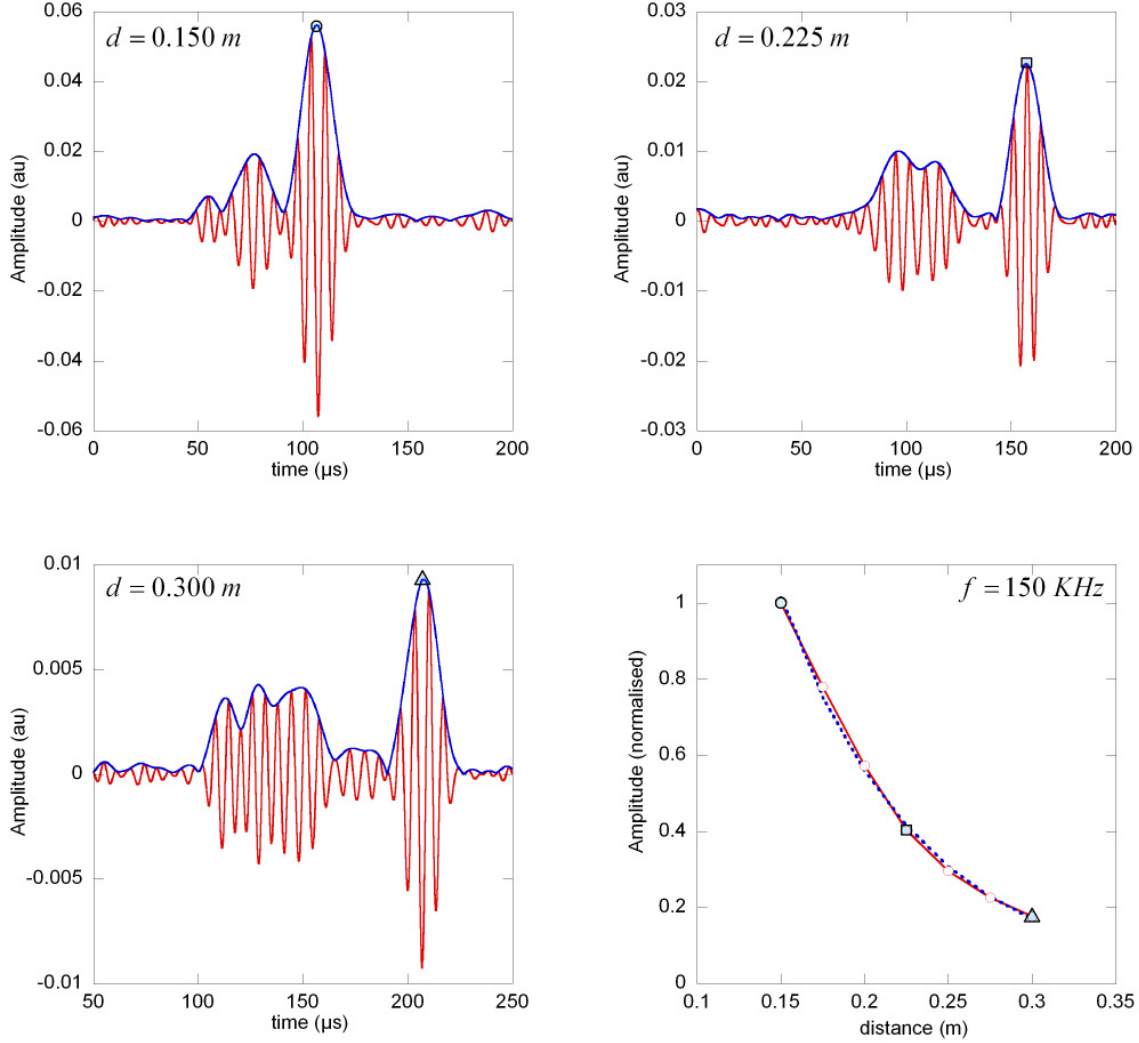 d = 0.150 m
0.06
0.04
0.02
0
-0.02
-0.04
-0.06
Amplitude (au)
0 50 100 150 200
time (μs)
d = 0.225 m
0.03
0.02
0.01
0
-0.01
-0.02
-0.03
Amplitude (au)
0 50 100 150 200
time (μs)
d = 0.300 m
0.01
0.005
0
-0.005
-0.01
Amplitude (au)
50 100 150 200 250
time (μs)
f = 150 KHz
1
0.8
0.6
0.4
0.2
0
Amplitude (normalised)
0.1 0.15 0.2 0.25 0.3 0.35
distance (m)